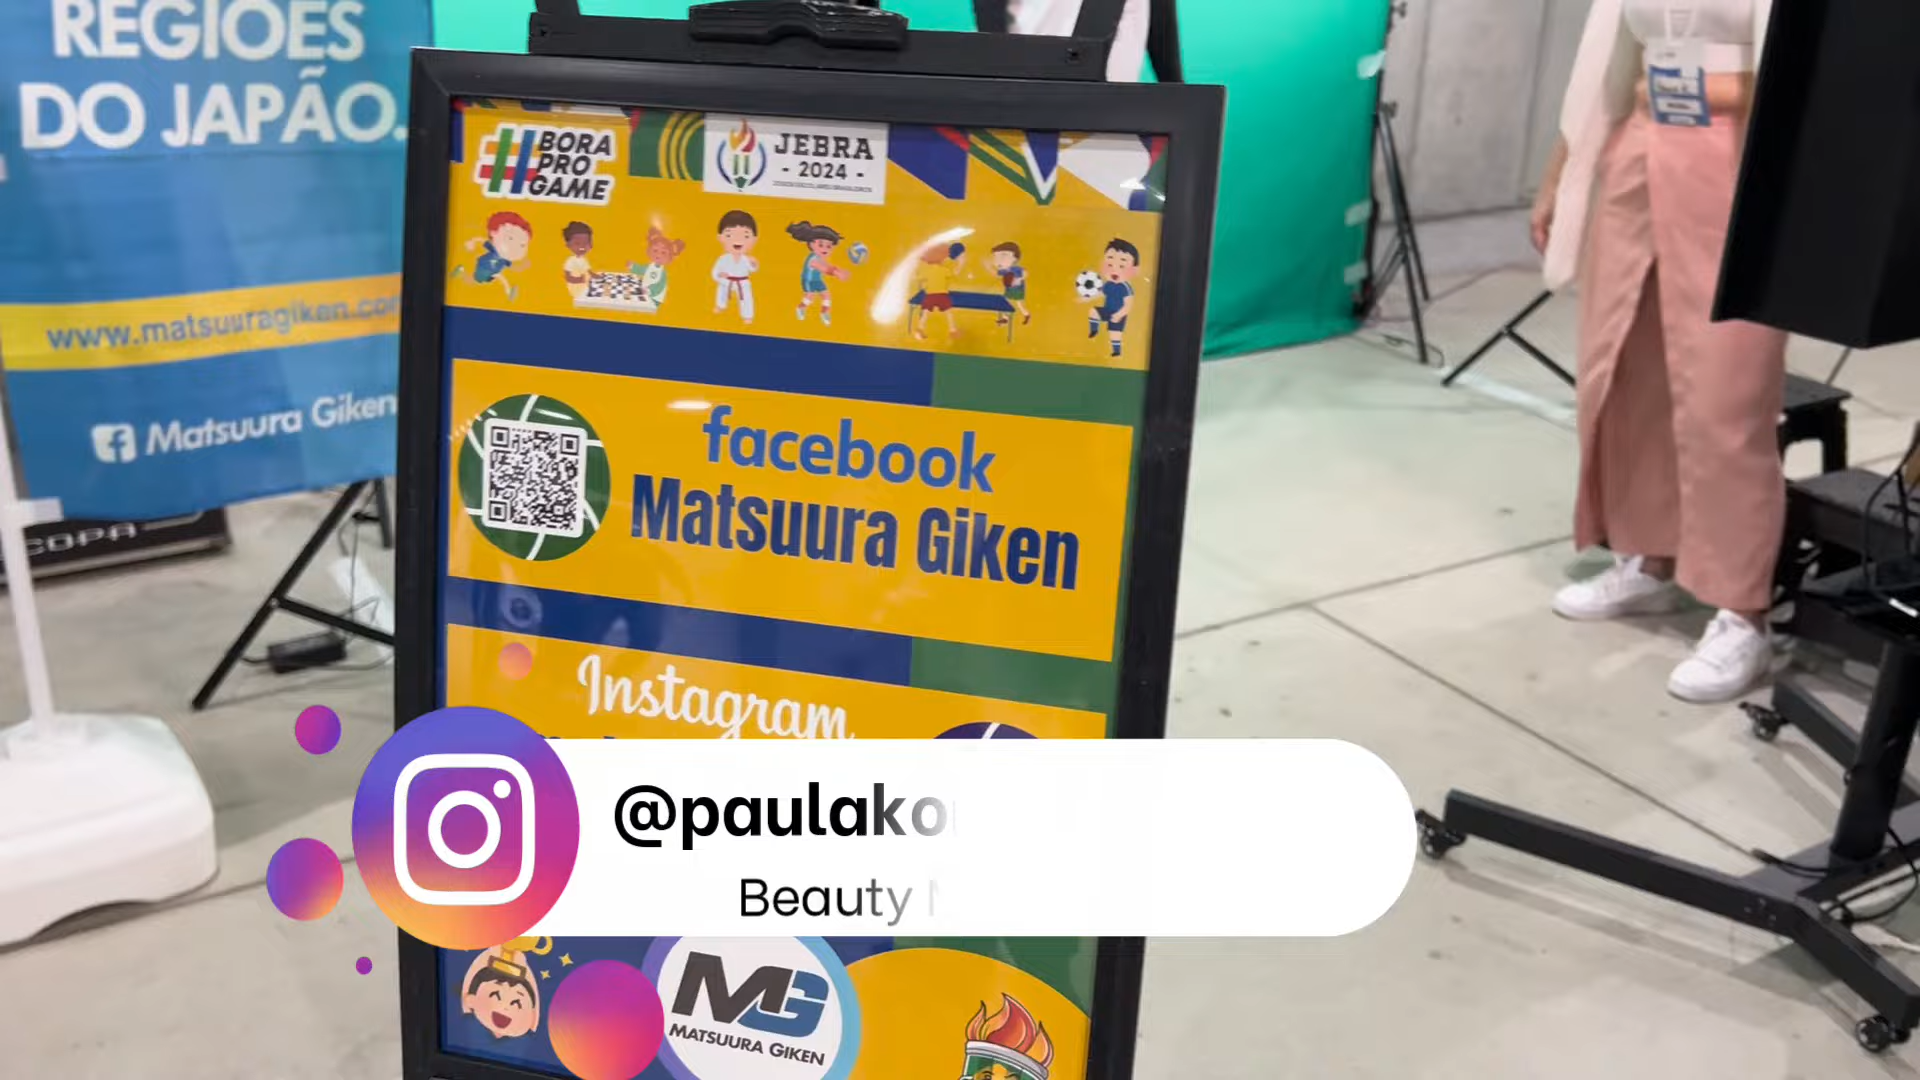 REGIÕES
DO JAPÃO.
www.matsuuragiken.co
Matsuura Giken
COPA
#BORA
PRO
GAME
JEBRA
- 2024 -
facebook
Matsuura Giken
Instagram
@paulako
Beauty
MG
MATSUURA GIKEN